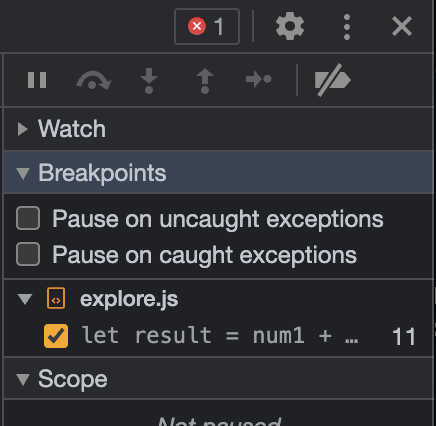 1
Watch
Breakpoints
Pause on uncaught exceptions
Pause on caught exceptions
explore.js
let result = num1 + … 11
Scope
Not paused